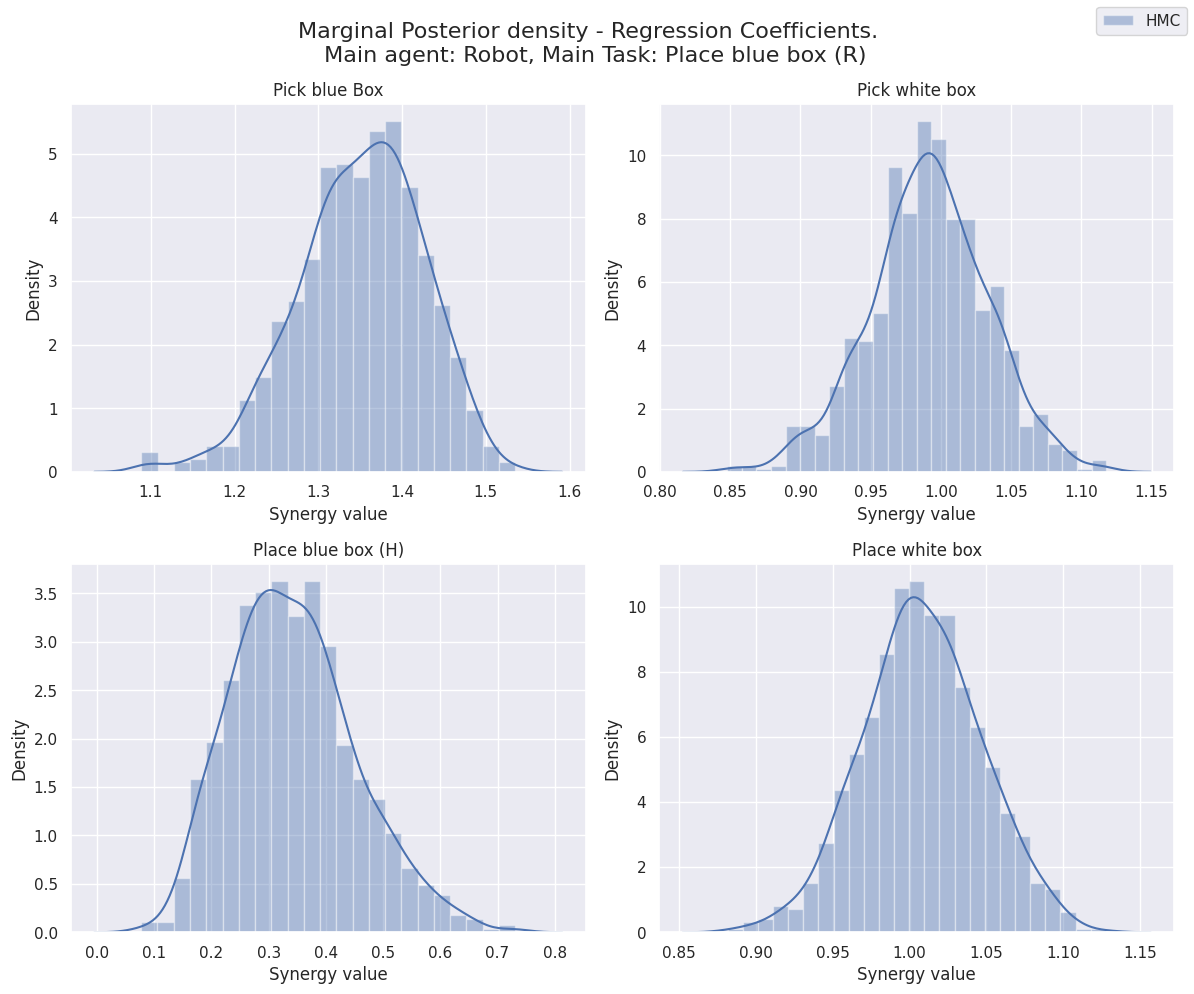 Marginal Posterior density - Regression Coefficients.
Main agent: Robot, Main Task: Place blue box (R)
HMC
Pick blue Box
Density
5
4
3
2
1
0
1.1 1.2 1.3 1.4 1.5 1.6
Synergy value
Pick white box
Density
10
8
6
4
2
0
0.80 0.85 0.90 0.95 1.00 1.05 1.10 1.15
Synergy value
Place blue box (H)
Density
3.5
3.0
2.5
2.0
1.5
1.0
0.5
0.0
0.0 0.1 0.2 0.3 0.4 0.5 0.6 0.7 0.8
Synergy value
Place white box
Density
10
8
6
4
2
0
0.85 0.90 0.95 1.00 1.05 1.10 1.15
Synergy value